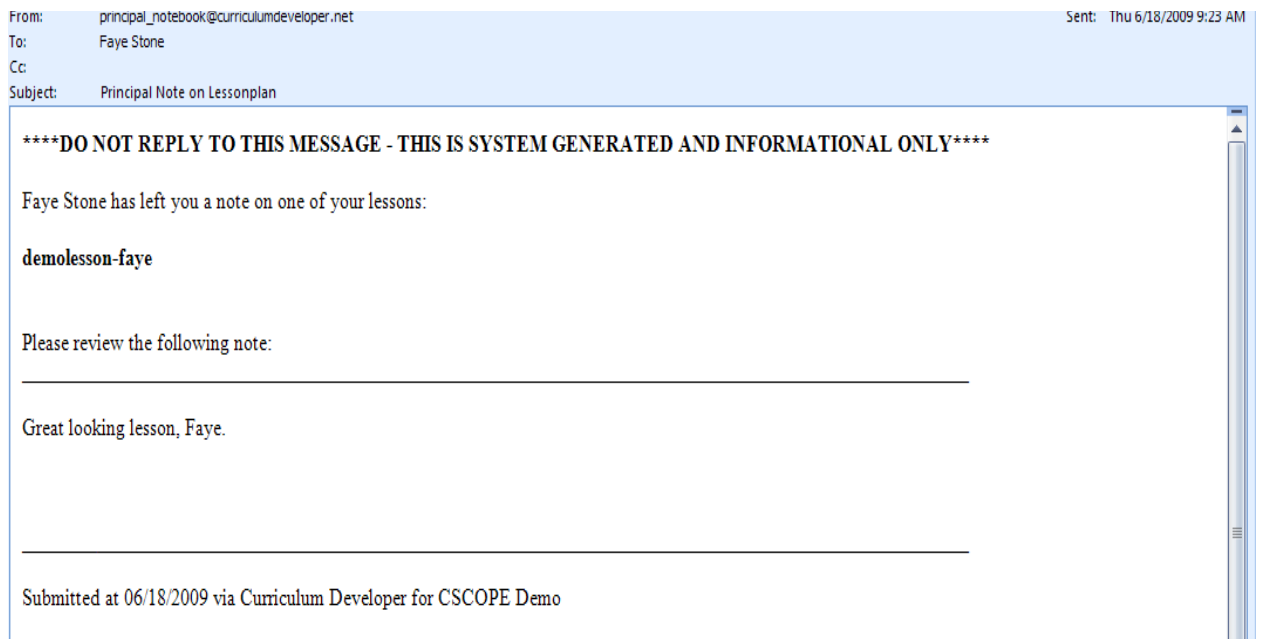 From: principal_notebook@curriculumdeveloper.net Sent: Thu 6/18/2009 9:23 AM
To: Faye Stone
Cc:
Subject: Principal Note on Lessonplan
****DO NOT REPLY TO THIS MESSAGE - THIS IS SYSTEM GENERATED AND INFORMATIONAL ONLY****
Faye Stone has left you a note on one of your lessons:
demolesson-faye
Please review the following note:
Great looking lesson, Faye.
Submitted at 06/18/2009 via Curriculum Developer for CSCOPE Demo